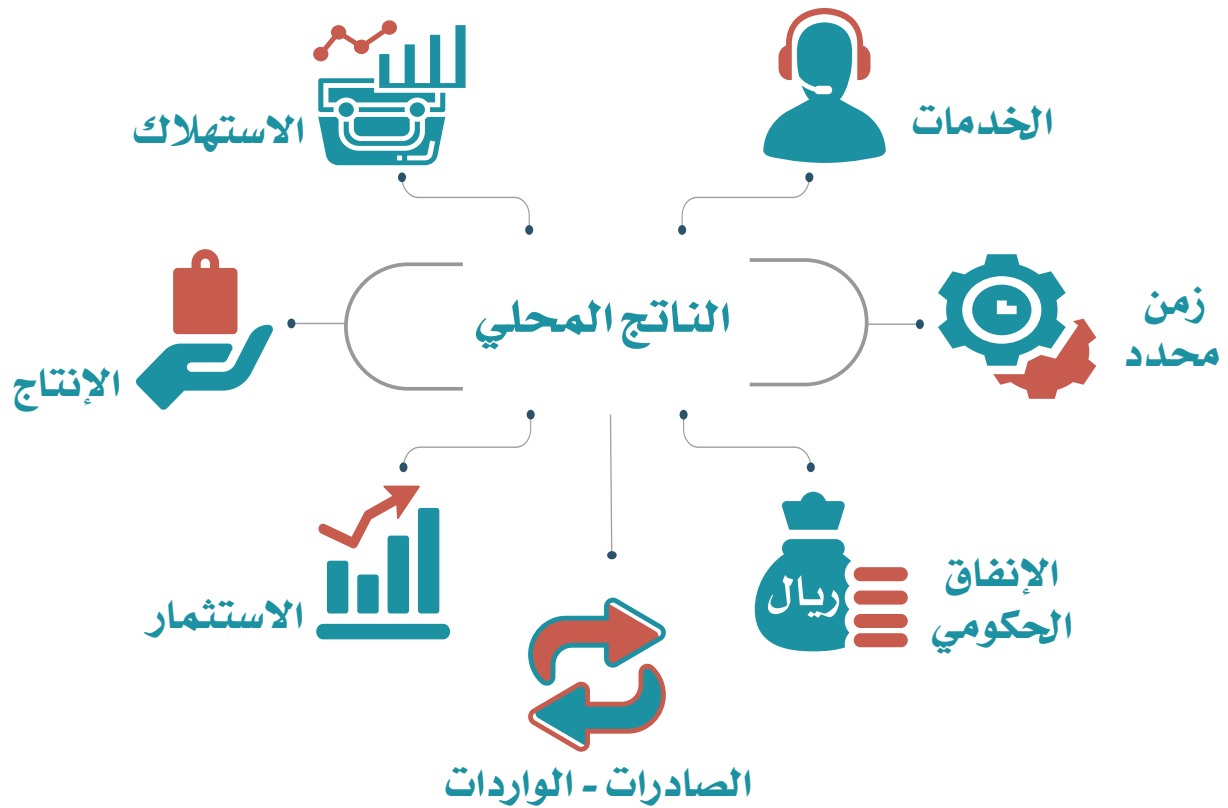 الخدمات
الاستهلاك
زمن
محدد
الناتج المحلي
الإنتاج
الإنفاق
الحكومي
ريال
الاستثمار
الصادرات - الواردات